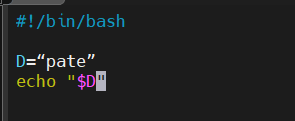 #!/bin/bash
D=“pate”
echo "$D"